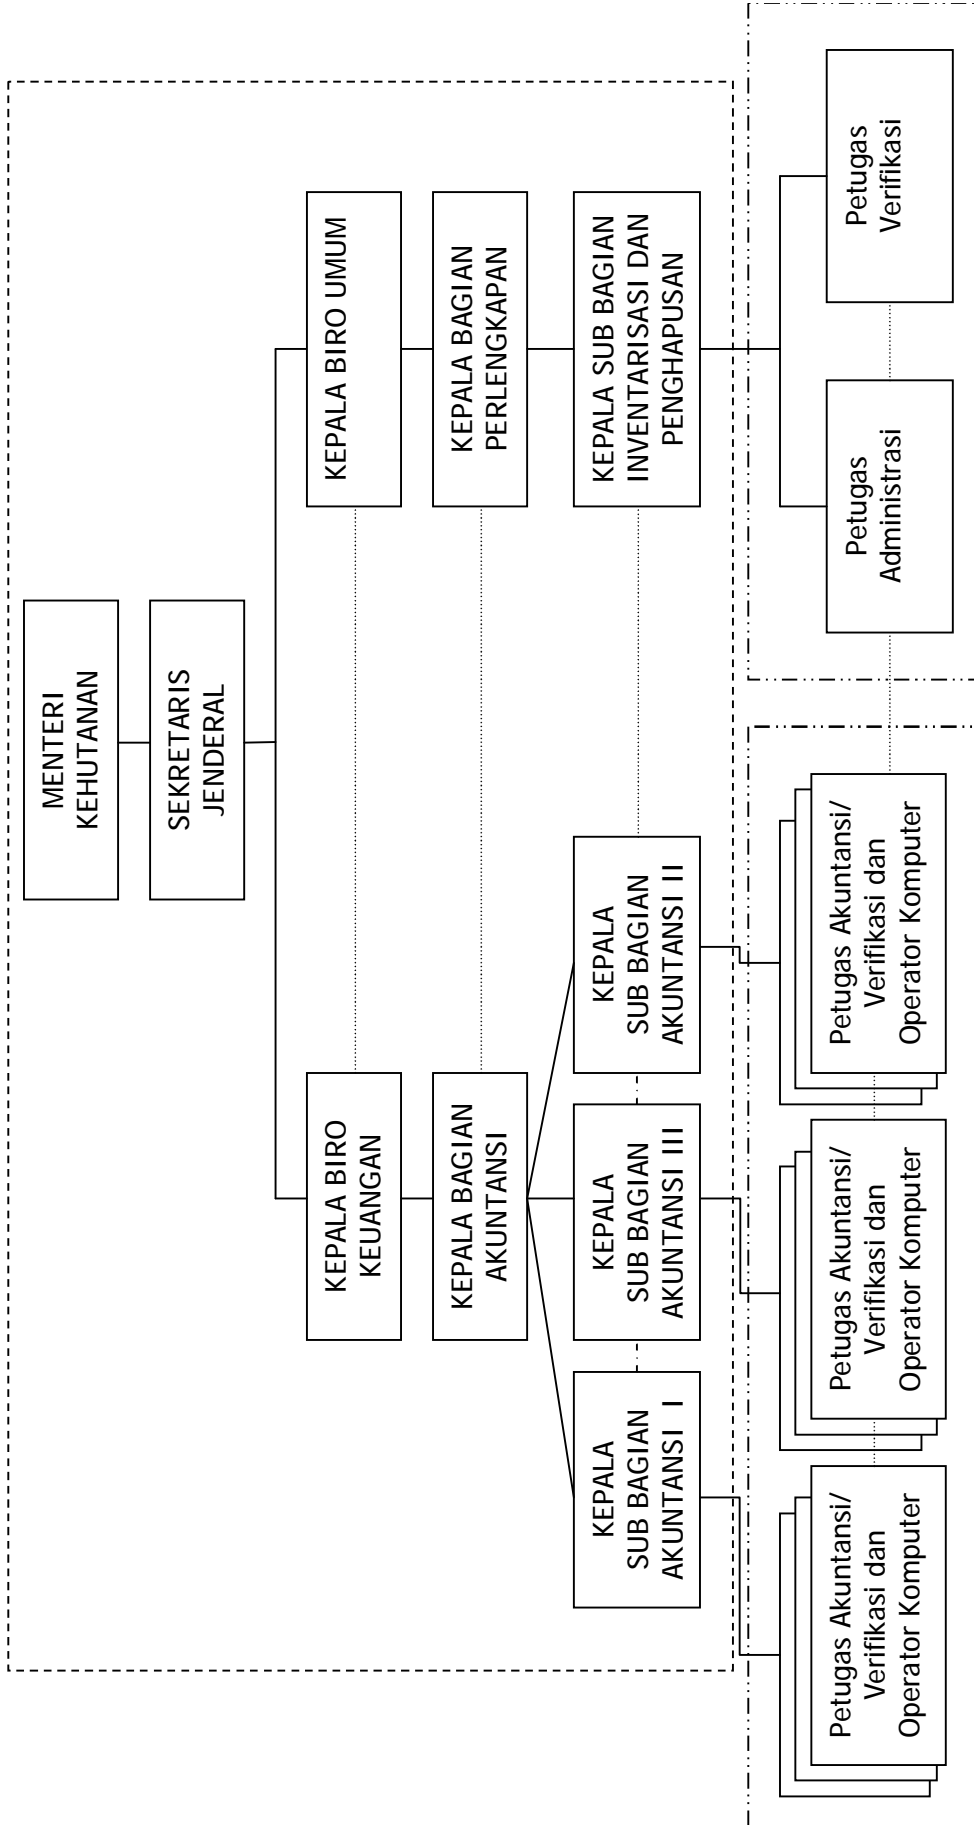 MENTERI
KEHUTANAN
SEKRETARIS
JENDERAL
KEPALA BIRO
KEUANGAN
KEPALA BIRO UMUM
KEPALA BAGIAN
AKUNTANSI
KEPALA BAGIAN
PERLENGKAPAN
KEPALA
SUB BAGIAN
AKUNTANSI I
KEPALA
SUB BAGIAN
AKUNTANSI III
KEPALA
SUB BAGIAN
AKUNTANSI II
KEPALA SUB BAGIAN
INVENTARISASI DAN
PENGHAPUSAN
Petugas Akuntansi/
Verifikasi dan
Operator Komputer
Petugas Akuntansi/
Verifikasi dan
Operator Komputer
Petugas Akuntansi/
Verifikasi dan
Operator Komputer
Petugas
Administrasi
Petugas
Verifikasi